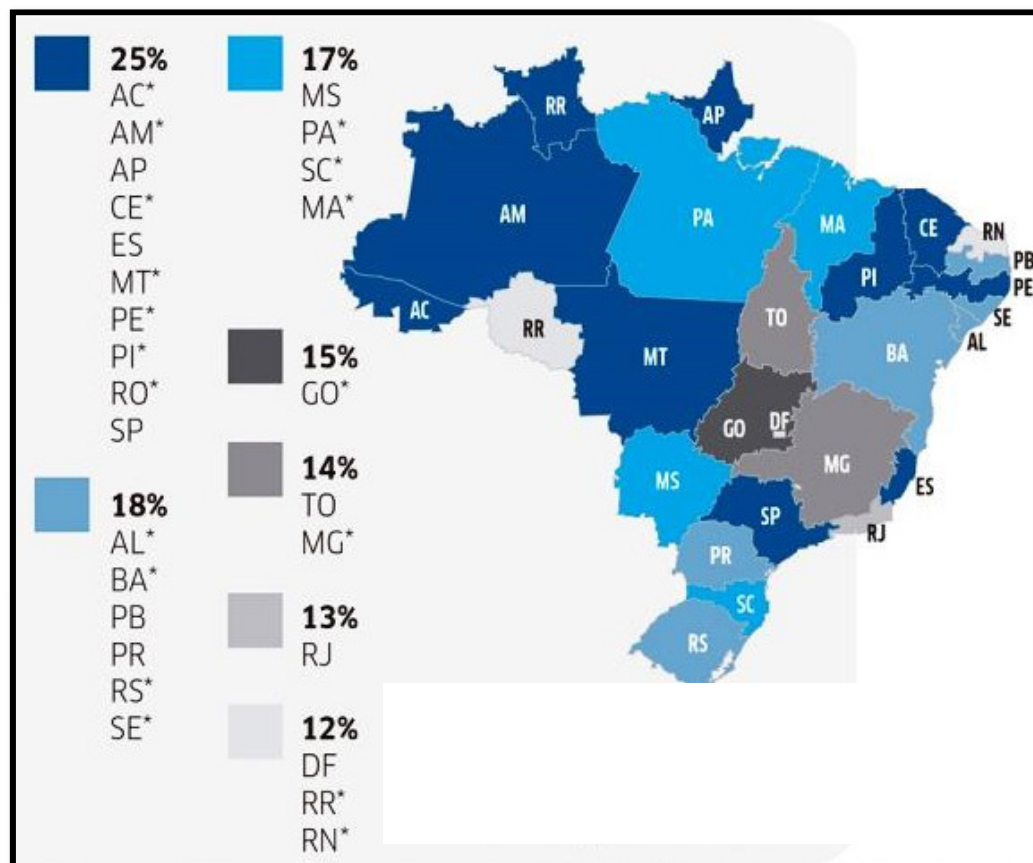 25%
AC*
AM*
AP
CE*
ES
MT*
PE*
PI*
RO*
SP
18%
AL*
BA*
PB
PR
RS*
SE*
17%
MS
PA*
SC*
MA*
15%
GO*
14%
TO
MG*
13%
RJ
12%
DF
RR*
RN*
RR
AP
AM
PA
MA
CE
RN
PB
PE
PI
SE
AL
AC
RR
TO
BA
MT
GO
DF
MS
MG
ES
SP
RJ
PR
SC
RS